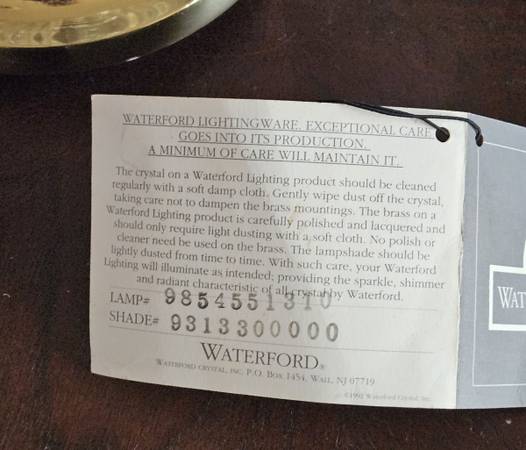 WATERFORD LIGHTINGWARE. EXCEPTIONAL CARE
GOES INTO ITS PRODUCTION.
A MINIMUM OF CARE WILL MAINTAIN IT.
The crystal on a Waterford Lighting product should be cleaned
regularly with a soft damp cloth. Gently wipe dust off the crystal,
taking care not to dampen the brass mountings. The brass on a
Waterford Lighting product is carefully polished and lacquered and
should only require light dusting with a soft cloth. No polish or
cleaner need be used on the brass. The lampshade should be
lightly dusted from time to time. With such care, your Waterford
Lighting will illuminate as intended; providing the sparkle, shimmer
and radiant characteristic of all crystal by Waterford.
LAMP# 9854551310
SHADE# 9313300000
WATERFORD®
WATERFORD CRYSTAL, INC. P.O. Box 1454, WALL, NJ 07719
Waterford Crystal, Inc.
WAT